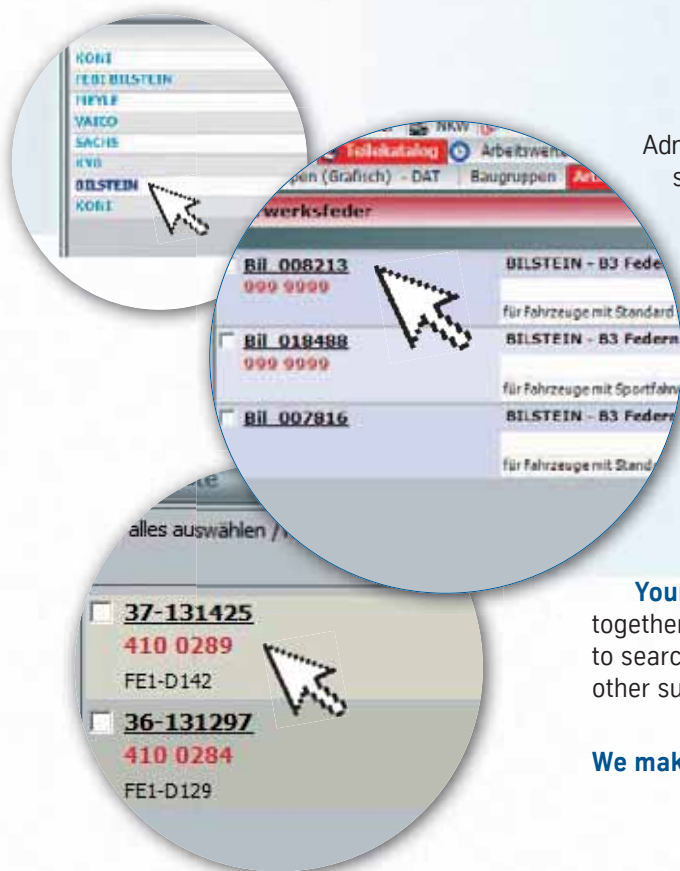 KONI
FEBI BILSTEIN
MEYLE
VAICO
SACHS
KYB
BILSTEIN
KONI
NKW
Teilekatalog Arbeitswerte
(Grafisch) - DAT Baugruppen
werksfeder
Bil 008213 BILSTEIN - B3 Feder
999 9999
für Fahrzeuge mit Standard
Bil 018488 BILSTEIN - B3 Federn
999 9999
für Fahrzeuge mit Sportfahrw
Bil 007816 BILSTEIN - B3 Feder
für Fahrzeuge mit Stand
alles auswählen /
37-131425
410 0289
FE1-D142
36-131297
410 0284
FE1-D129
Adr
s
Your
together
to searc
other su
We mak